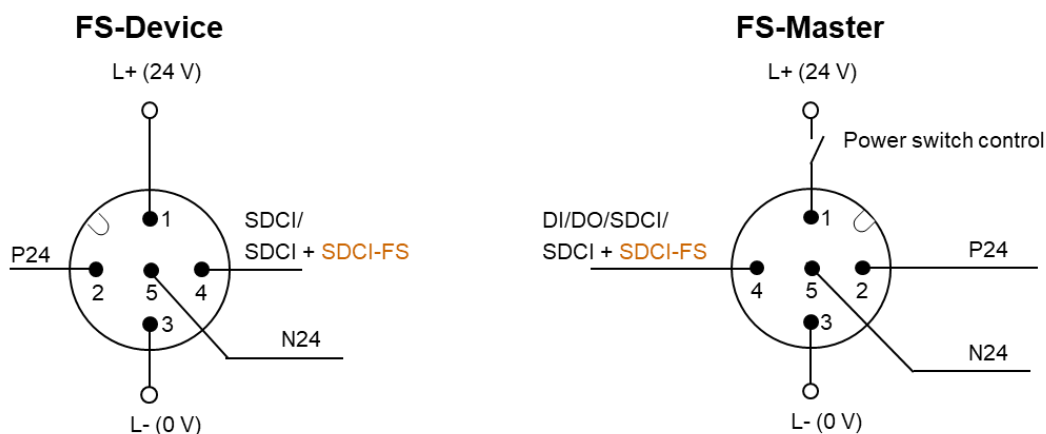 FS-Device
L+ (24 V)
1
SDCI/
SDCI + SDCI-FS
P24
2
5
4
3
N24
L- (0 V)
FS-Master
L+ (24 V)
Power switch control
1
DI/DO/SDCI/
SDCI + SDCI-FS
P24
4
5
2
3
N24
L- (0 V)